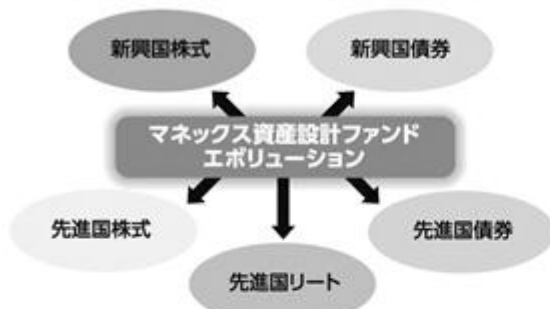 新興国株式
新興国債券
マネックス資産設計ファンド
エボリューション
先進国株式
先進国債券
先進国リート